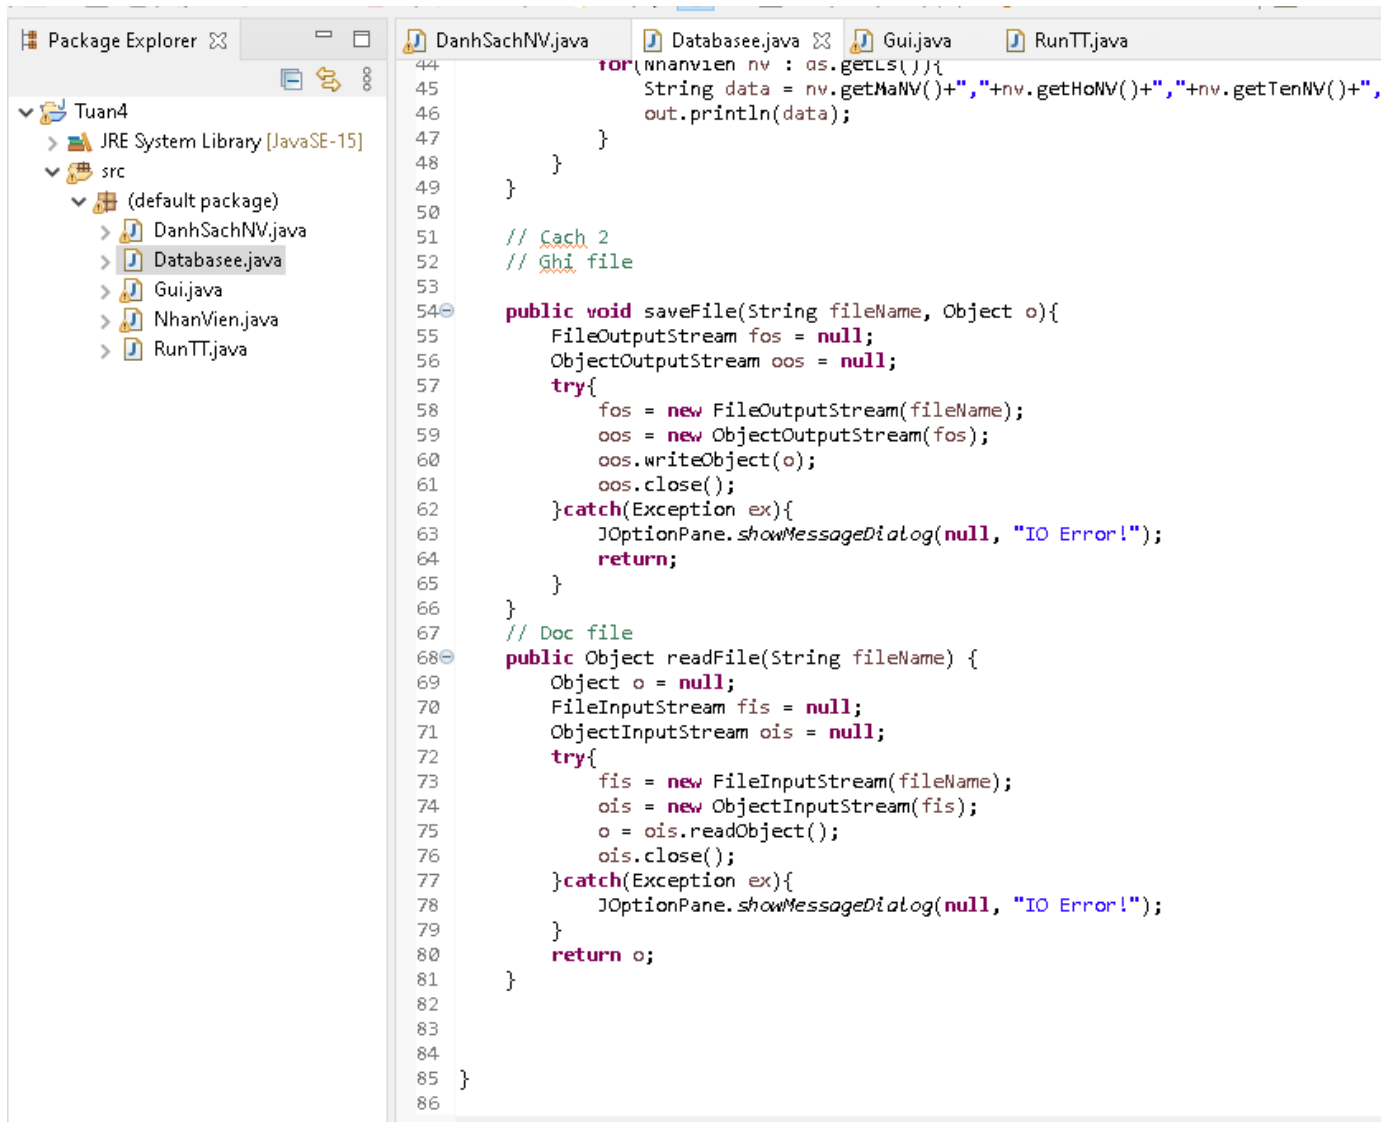 Package Explorer
Tuan4
JRE System Library [JavaSE-15]
src
(default package)
DanhSachNV.java
Databasee.java
Gui.java
NhanVien.java
RunTT.java
DanhSachNV.java Databasee.java Gui.java RunTT.java
44 for(NhanVien nv : ds.getLs()){
45 String data = nv.getMaNV()+","+nv.getHoNV()+","+nv.getTenNV()+",
46 out.println(data);
47 }
48 }
49 }
50
51 // Cach 2
52 // Ghi file
53
54 public void saveFile(String fileName, Object o){
55 FileOutputStream fos = null;
56 ObjectOutputStream oos = null;
57 try{
58 fos = new FileOutputStream(fileName);
59 oos = new ObjectOutputStream(fos);
60 oos.writeObject(o);
61 oos.close();
62 }catch(Exception ex){
63 JOptionPane.showMessageDialog(null, "IO Error!");
64 return;
65 }
66 }
67 // Doc file
68 public Object readFile(String fileName) {
69 Object o = null;
70 FileInputStream fis = null;
71 ObjectInputStream ois = null;
72 try{
73 fis = new FileInputStream(fileName);
74 ois = new ObjectInputStream(fis);
75 o = ois.readObject();
76 ois.close();
77 }catch(Exception ex){
78 JOptionPane.showMessageDialog(null, "IO Error!");
79 }
80 return o;
81 }
82
83
84
85 }
86